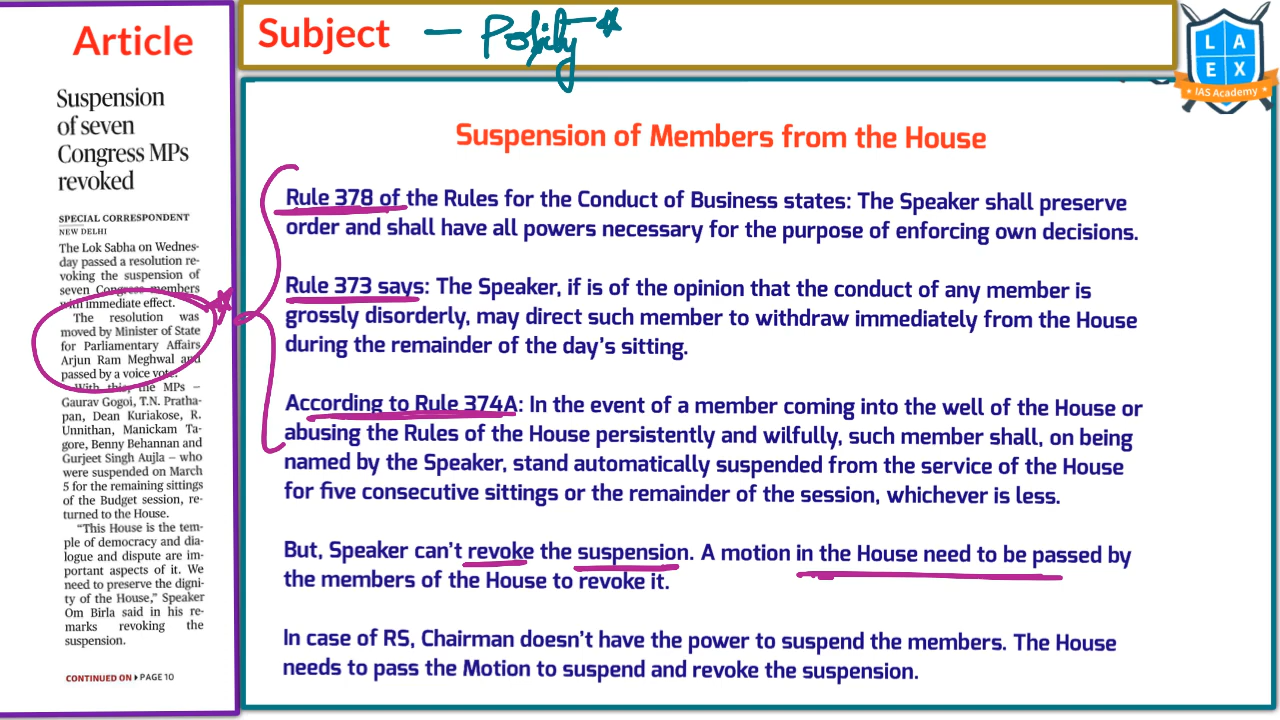 Article
Suspension
of seven
Congress MPs
revoked
SPECIAL CORRESPONDENT
NEW DELHI
The Lok Sabha on Wednes-
day passed a resolution re-
voking the suspension of
seven Congress members
with immediate effect.
The resolution was
moved by Minister of State
for Parliamentary Affairs
Arjun Ram Meghwal and
passed by a voice vote.
With this, the MPs –
Gaurav Gogoi, T.N. Pratha-
pan, Dean Kuriakose, R.
Unnithan, Manickam Ta-
gore, Benny Behannan and
Gurjeet Singh Aujla – who
were suspended on March
5 for the remaining sittings
of the Budget session, re-
turned to the House.
“This House is the tem-
ple of democracy and dia-
logue and dispute are im-
portant aspects of it. We
need to preserve the digni-
ty of the House,” Speaker
Om Birla said in his re-
marks revoking the
suspension.
CONTINUED ON PAGE 10
Subject – Polity
L A
E X
IAS Academy
Suspension of Members from the House
Rule 378 of the Rules for the Conduct of Business states: The Speaker shall preserve
order and shall have all powers necessary for the purpose of enforcing own decisions.
Rule 373 says: The Speaker, if is of the opinion that the conduct of any member is
grossly disorderly, may direct such member to withdraw immediately from the House
during the remainder of the day’s sitting.
According to Rule 374A: In the event of a member coming into the well of the House or
abusing the Rules of the House persistently and wilfully, such member shall, on being
named by the Speaker, stand automatically suspended from the service of the House
for five consecutive sittings or the remainder of the session, whichever is less.
But, Speaker can’t revoke the suspension. A motion in the House need to be passed by
the members of the House to revoke it.
In case of RS, Chairman doesn’t have the power to suspend the members. The House
needs to pass the Motion to suspend and revoke the suspension.